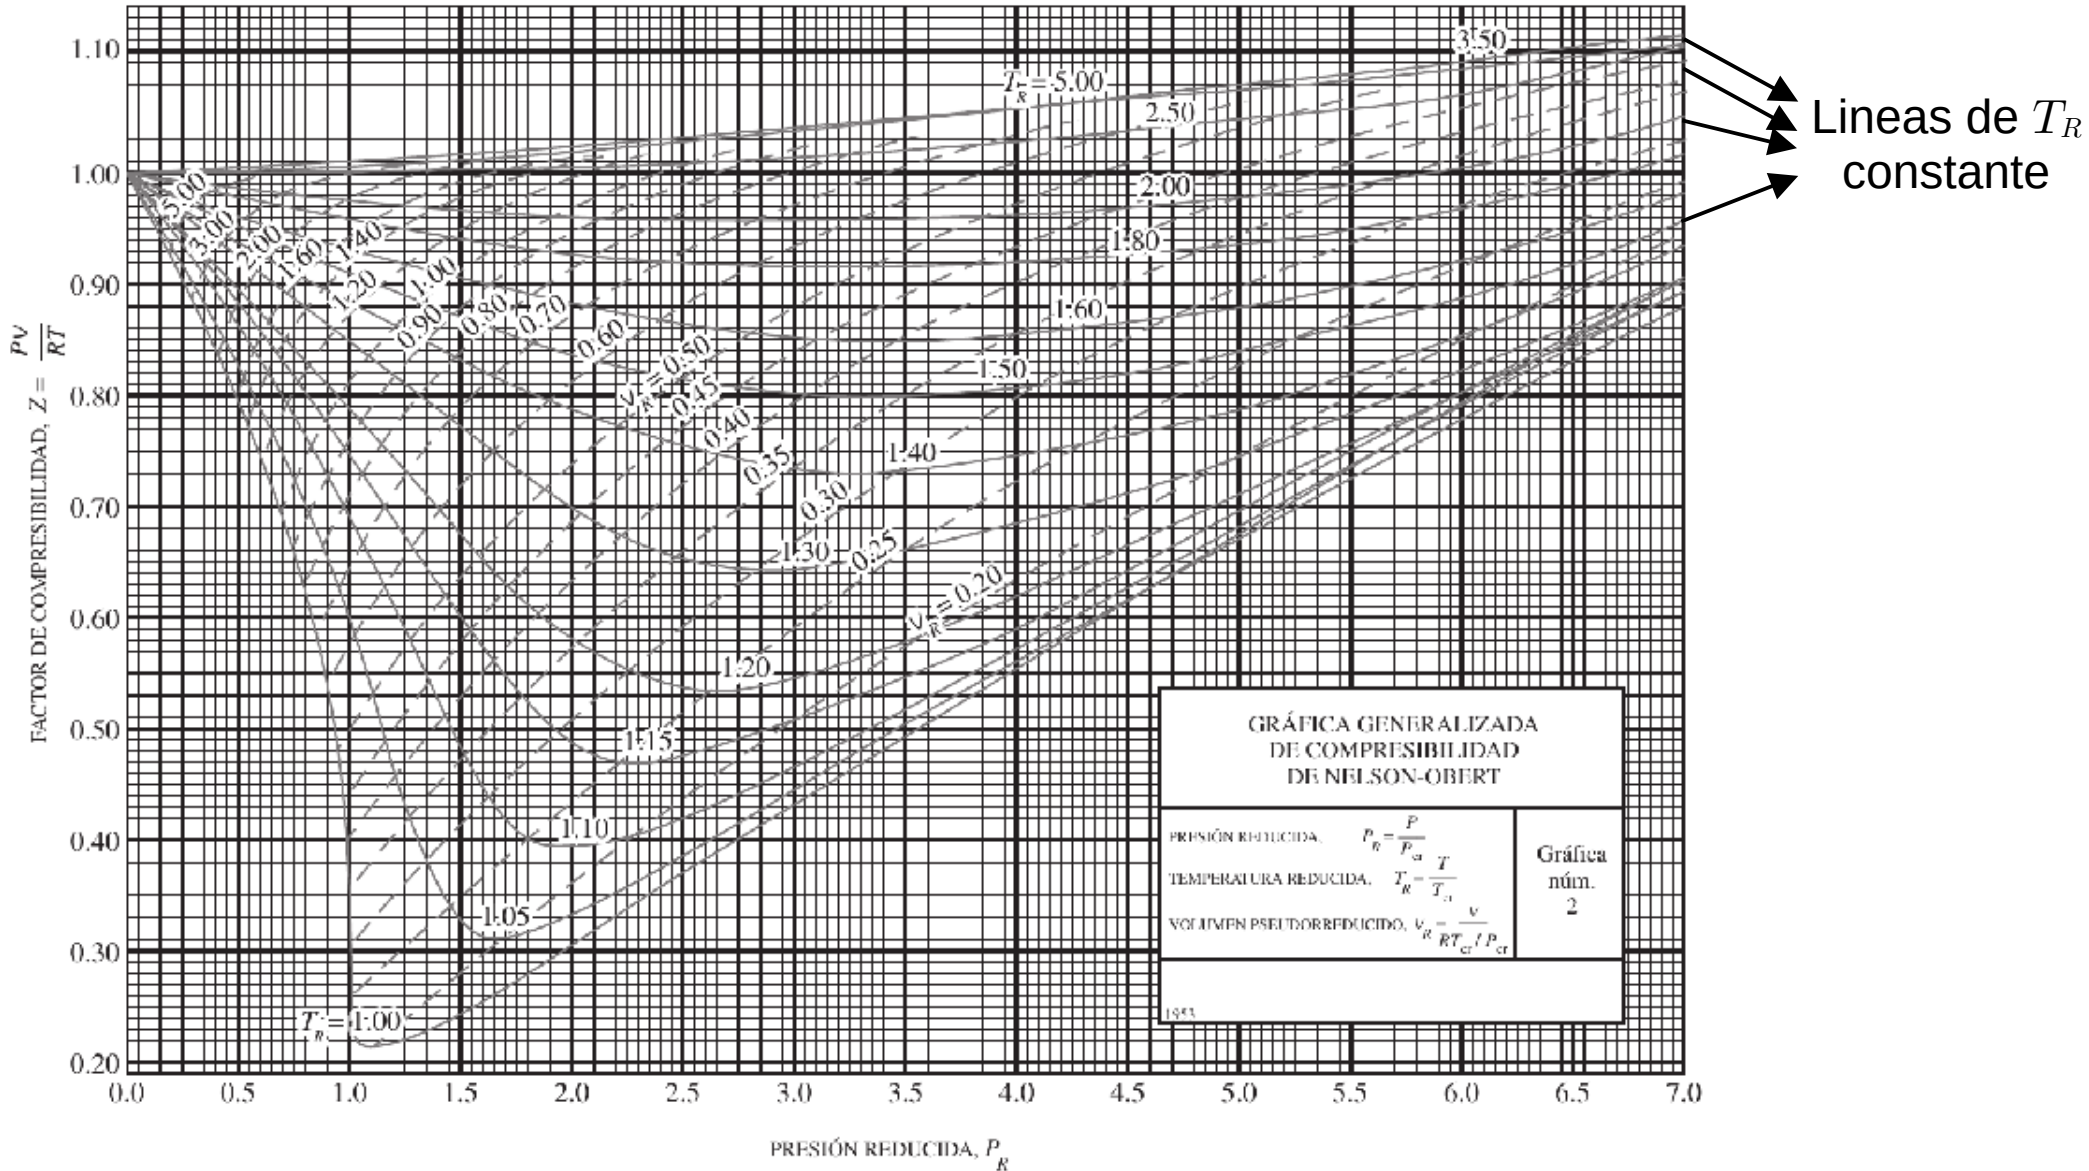 1.10
1.00
0.90
0.80
0.70
0.60
0.50
0.40
0.30
0.20
FACTOR DE COMPRESIBILIDAD, Z = PV / RT
0.0 0.5 1.0 1.5 2.0 2.5 3.0 3.5 4.0 4.5 5.0 5.5 6.0 6.5 7.0
PRESIÓN REDUCIDA, P_R
3.50
T_R = 5.00
2.50
2.00
1.80
1.60
1.50
1.40
1.30
1.20
1.15
1.10
1.05
T_R = 1.00
5.00
3.00
2.00
1.60
1.40
1.20
1.00
0.90
0.80
0.70
0.60
v_R = 0.50
0.45
0.40
0.35
0.30
0.25
v_R = 0.20
Lineas de T_R
constante
GRÁFICA GENERALIZADA
DE COMPRESIBILIDAD
DE NELSON-OBERT
PRESIÓN REDUCIDA, P_R = P / P_cr
TEMPERATURA REDUCIDA, T_R = T / T_cr
VOLUMEN PSEUDORREDUCIDO, v_R = v / RT_cr / P_cr
Gráfica
núm.
2
1953